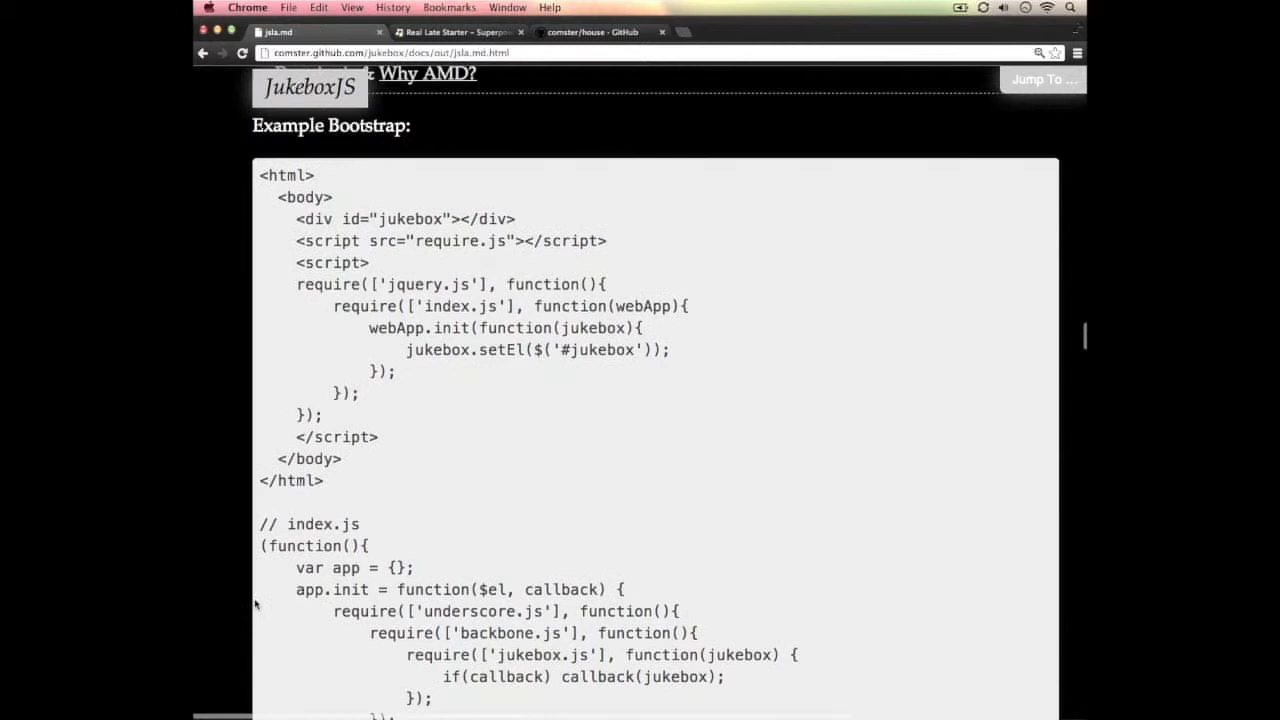 Chrome File Edit View History Bookmarks Window Help
jsla.md Real Late Starter – Superpo comster/house · GitHub
comster.github.com/jukebox/docs/out/jsla.md.html
& Why AMD?
JukeboxJS
Jump To ...
Example Bootstrap:
<html>
<body>
<div id="jukebox"></div>
<script src="require.js"></script>
<script>
require(['jquery.js'], function(){
require(['index.js'], function(webApp){
webApp.init(function(jukebox){
jukebox.setEl($('#jukebox'));
});
});
});
</script>
</body>
</html>
// index.js
(function(){
var app = {};
app.init = function($el, callback) {
require(['underscore.js'], function(){
require(['backbone.js'], function(){
require(['jukebox.js'], function(jukebox) {
if(callback) callback(jukebox);
});
});